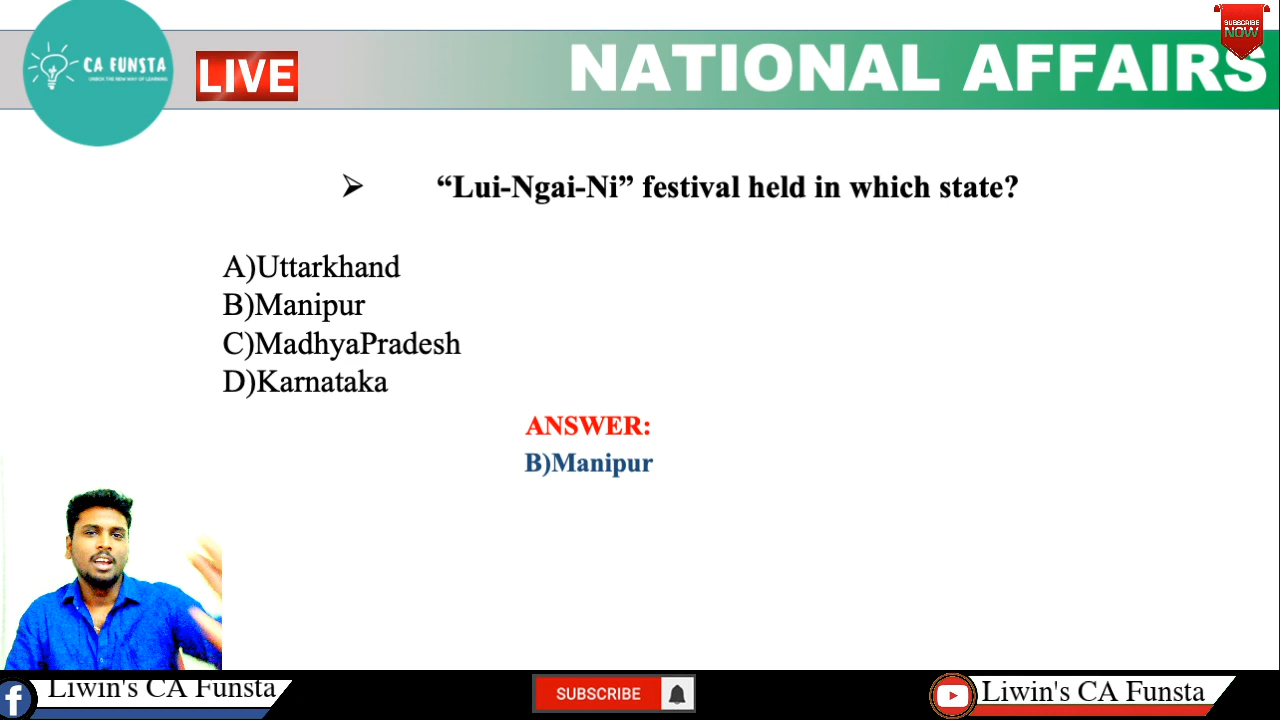 CA FUNSTA
UNBOX THE NEW WAY OF LEARNING
LIVE
NATIONAL AFFAIRS
SUBSCRIBE
NOW
“Lui-Ngai-Ni” festival held in which state?
A)Uttarkhand
B)Manipur
C)MadhyaPradesh
D)Karnataka
ANSWER:
B)Manipur
Liwin's CA Funsta
SUBSCRIBE
Liwin's CA Funsta